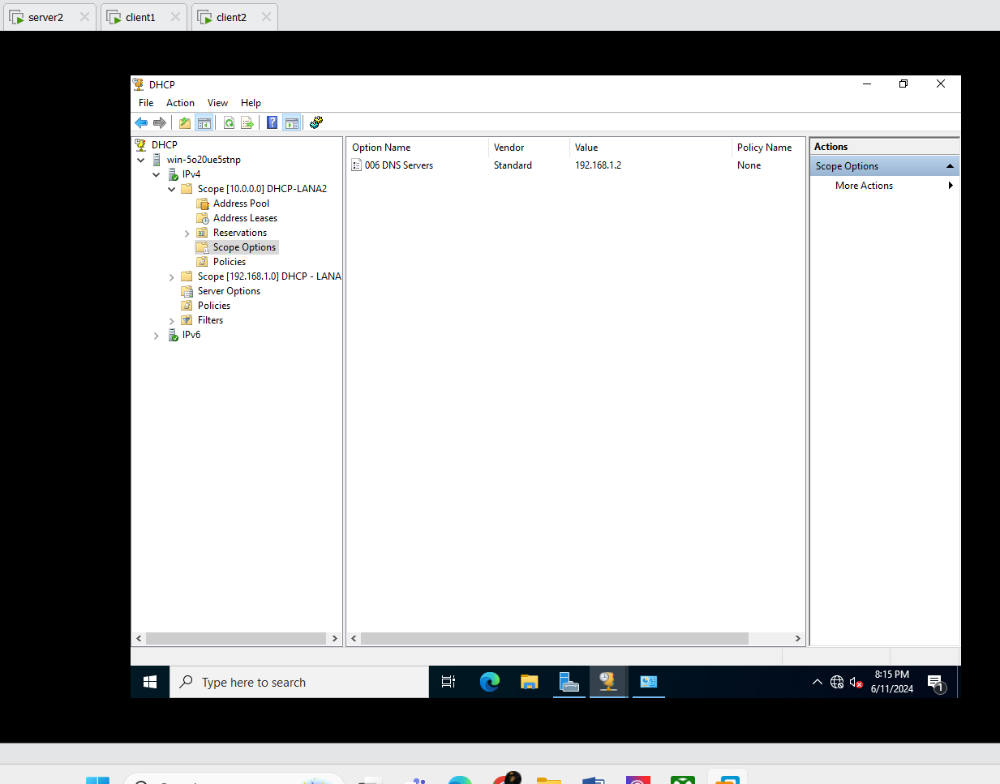 server2
client1
client2
DHCP
File Action View Help
DHCP
win-5o20ue5stnp
IPv4
Scope [10.0.0.0] DHCP-LANA2
Address Pool
Address Leases
Reservations
Scope Options
Policies
Scope [192.168.1.0] DHCP - LANA
Server Options
Policies
Filters
IPv6
Option Name Vendor Value Policy Name
006 DNS Servers Standard 192.168.1.2 None
Actions
Scope Options
More Actions
Type here to search
8:15 PM
6/11/2024
1